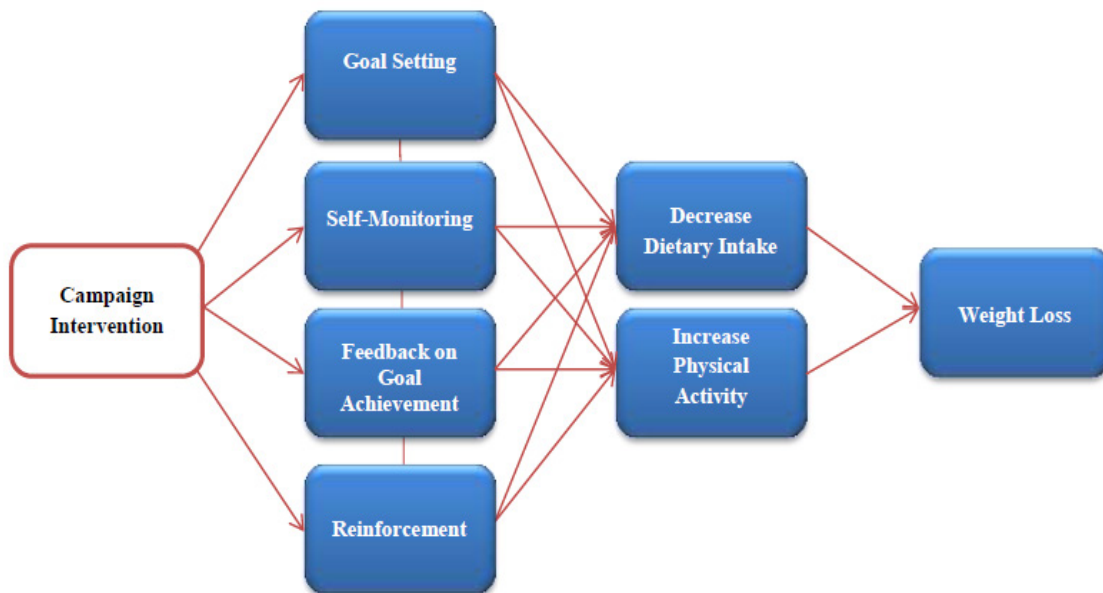 Goal Setting
Self-Monitoring
Campaign
Intervention
Feedback on
Goal
Achievement
Reinforcement
Decrease
Dietary Intake
Increase
Physical
Activity
Weight Loss